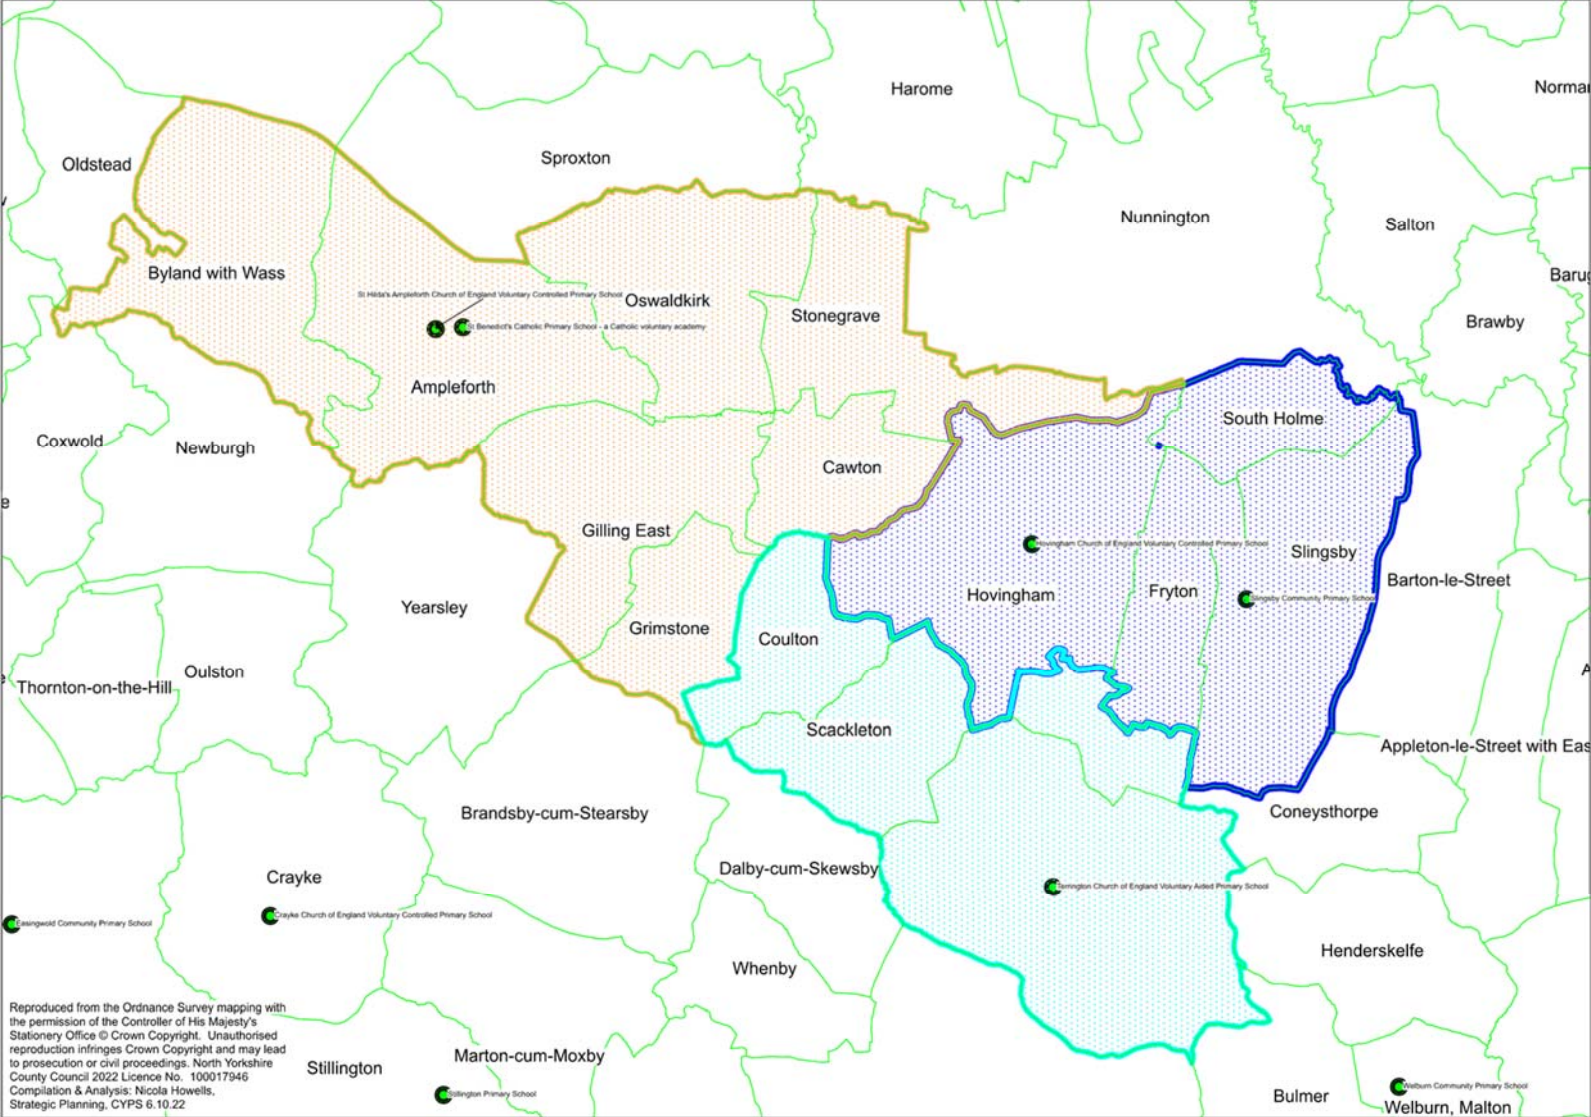 Harome
Norma
Oldstead
Sproxton
Nunnington
Salton
Byland with Wass
Baru
St Hilda's Ampleforth Church of England Voluntary Controlled Primary School
Oswaldkirk
Stonegrave
Brawby
St Benedict's Catholic Primary School - a Catholic voluntary academy
Ampleforth
South Holme
Coxwold
Newburgh
Cawton
Gilling East
Hovingham Church of England Voluntary Controlled Primary School
Slingsby
Barton-le-Street
Hovingham
Fryton
Slingsby Community Primary School
Yearsley
Grimstone
Coulton
Oulston
Thornton-on-the-Hill
Scackleton
Appleton-le-Street with Eas
Brandsby-cum-Stearsby
Coneysthorpe
Dalby-cum-Skewsby
Crayke
Terrington Church of England Voluntary Aided Primary School
Crayke Church of England Voluntary Controlled Primary School
Easingwold Community Primary School
Henderskelfe
Whenby
Reproduced from the Ordnance Survey mapping with
the permission of the Controller of His Majesty's
Stationery Office © Crown Copyright. Unauthorised
reproduction infringes Crown Copyright and may lead
to prosecution or civil proceedings. North Yorkshire
County Council 2022 Licence No. 100017946
Compilation & Analysis: Nicola Howells,
Strategic Planning, CYPS 6.10.22
Stillington
Marton-cum-Moxby
Stillington Primary School
Bulmer
Welburn Community Primary School
Welburn, Malton